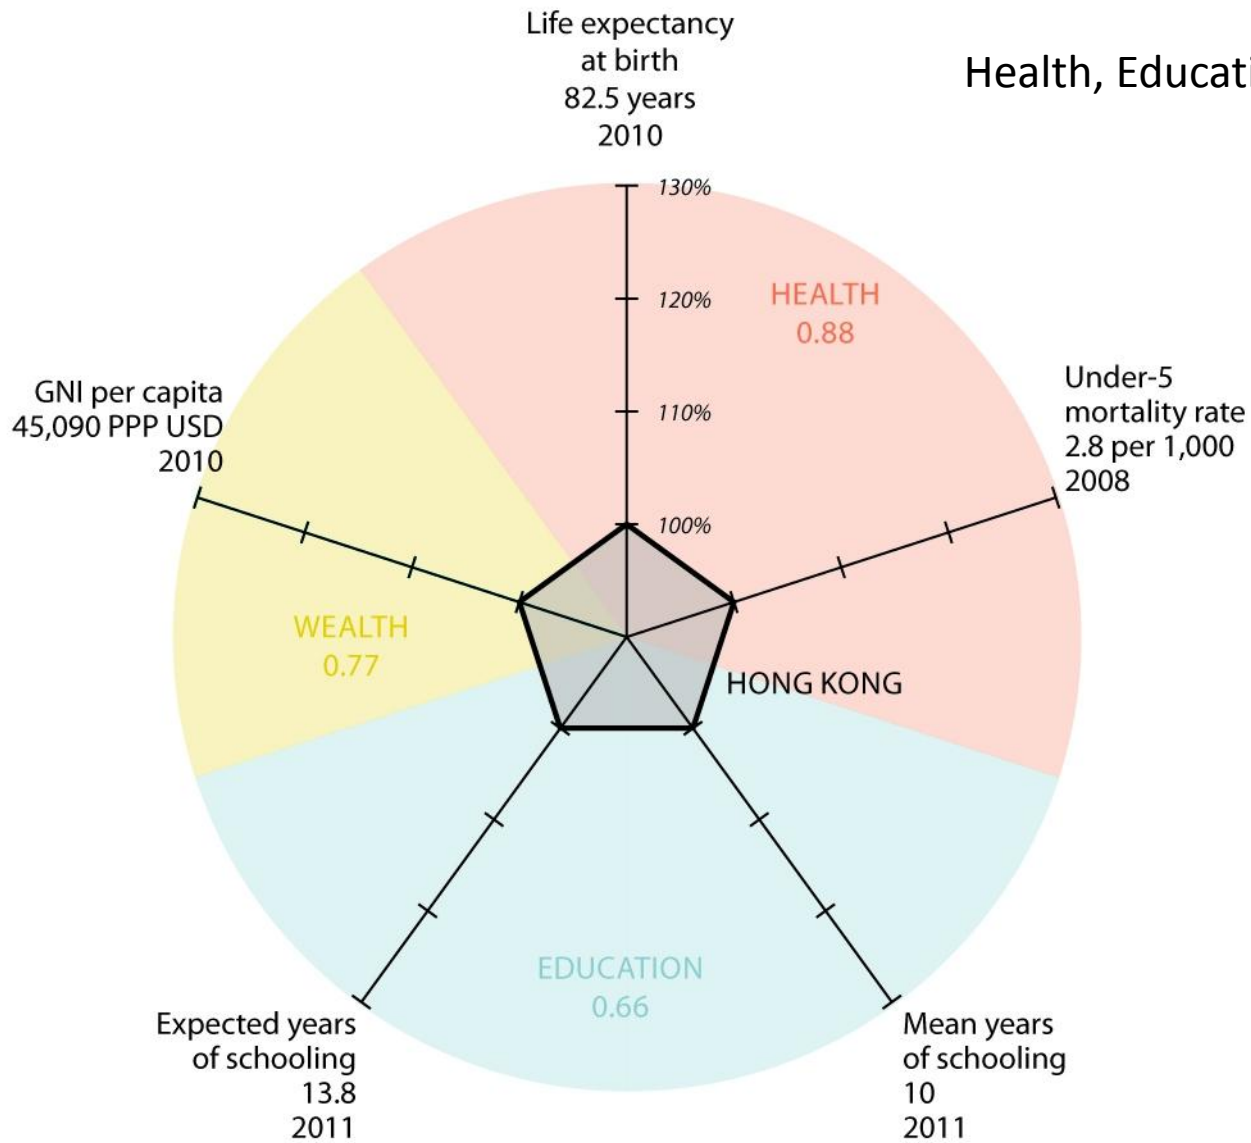 Life expectancy
at birth
82.5 years
2010
Health, Educati
130%
120%
110%
100%
HEALTH
0.88
Under-5
mortality rate
2.8 per 1,000
2008
GNI per capita
45,090 PPP USD
2010
WEALTH
0.77
HONG KONG
EDUCATION
0.66
Expected years
of schooling
13.8
2011
Mean years
of schooling
10
2011